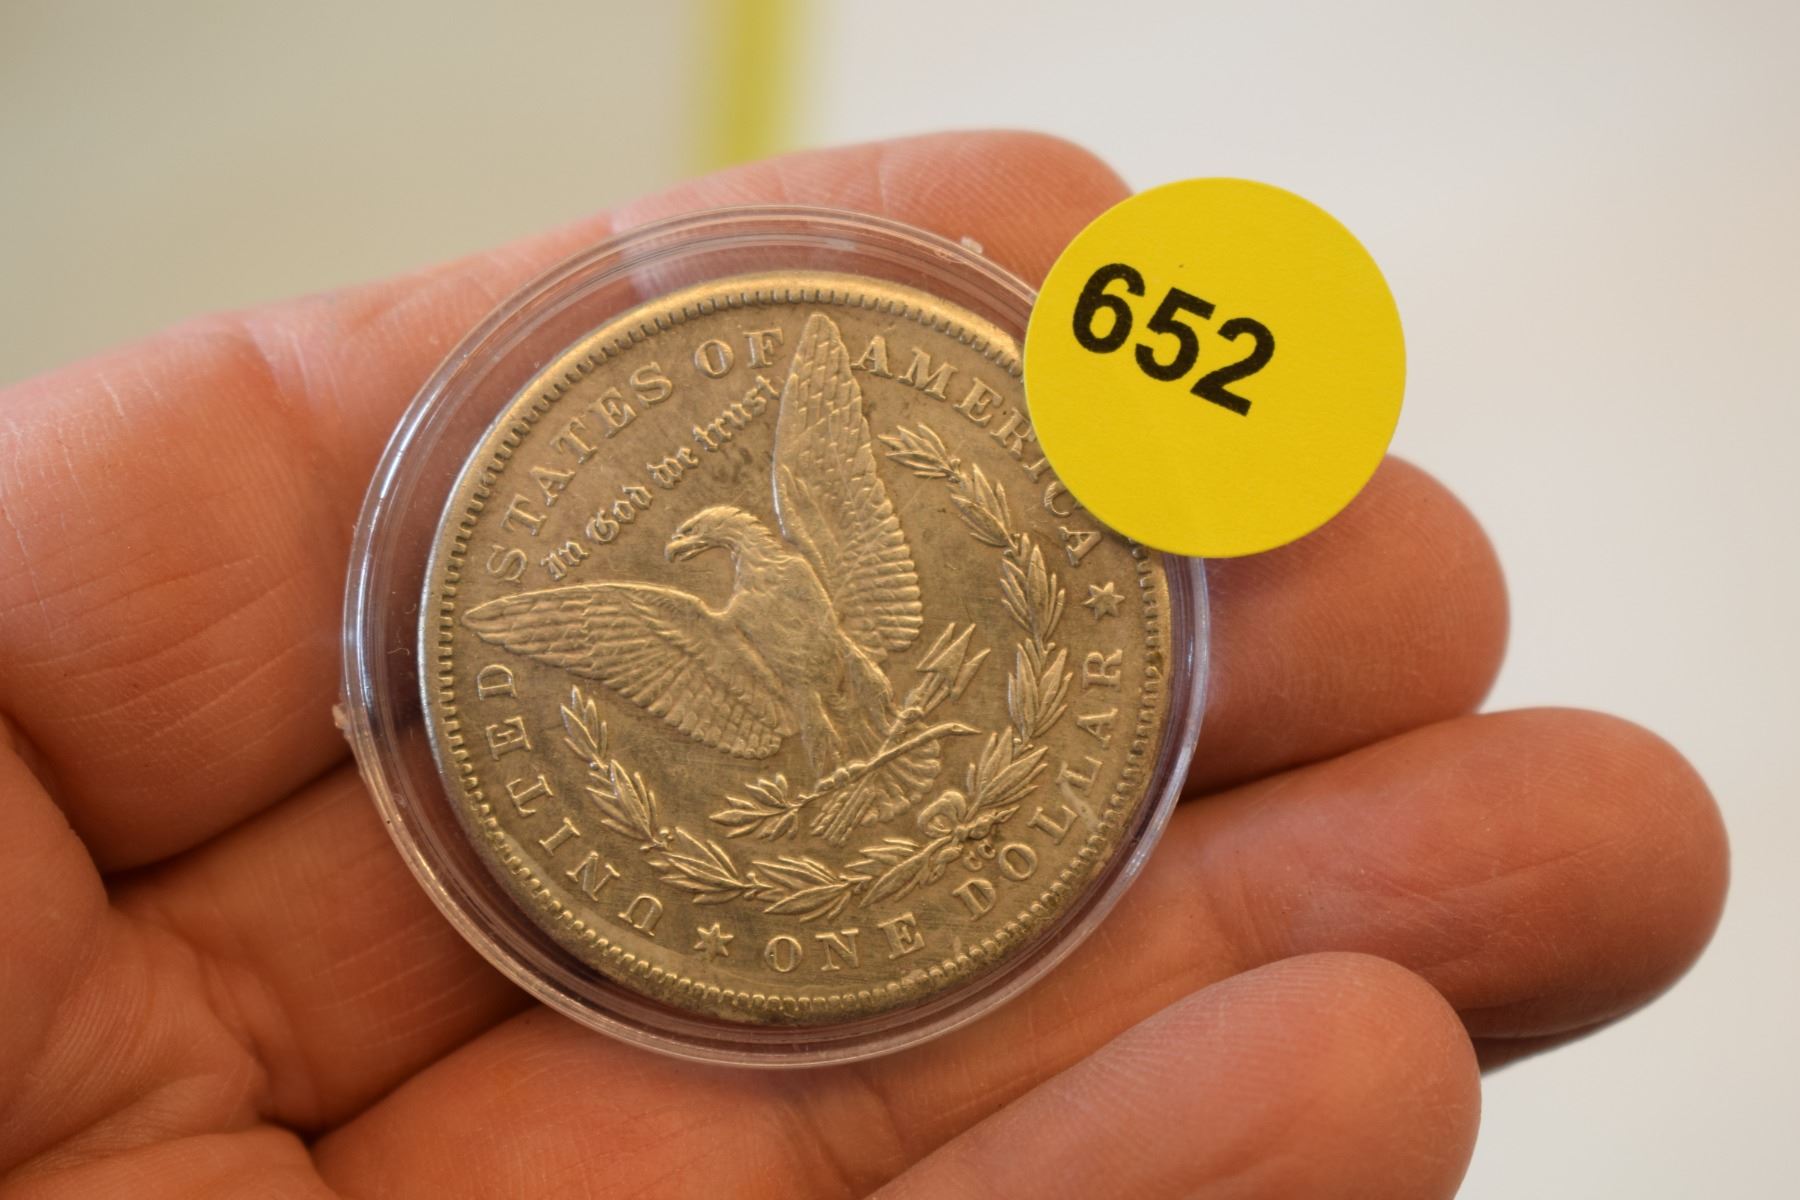 652
UNITED STATES OF AMERICA
In God we trust
CC
ONE DOLLAR